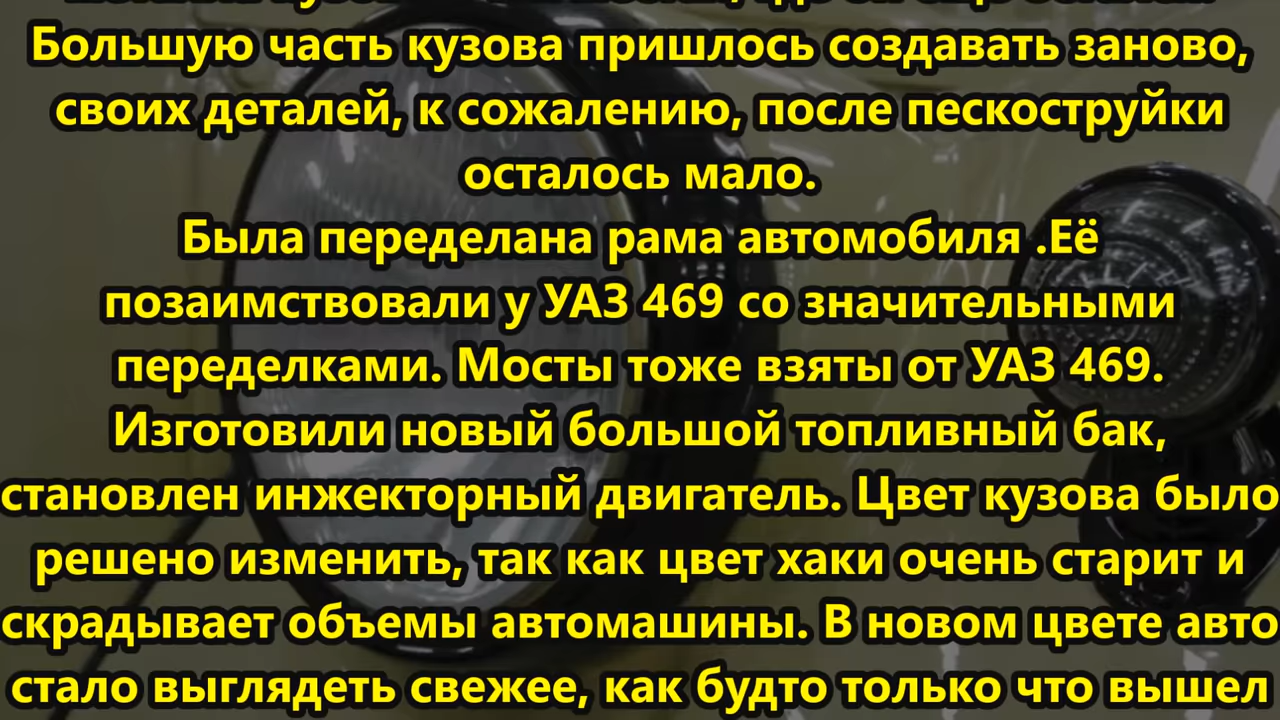 Большую часть кузова пришлось создавать заново,
своих деталей, к сожалению, после пескоструйки
осталось мало.
Была переделана рама автомобиля .Её
позаимствовали у УАЗ 469 со значительными
переделками. Мосты тоже взяты от УАЗ 469.
Изготовили новый большой топливный бак,
становлен инжекторный двигатель. Цвет кузова было
решено изменить, так как цвет хаки очень старит и
скрадывает объемы автомашины. В новом цвете авто
стало выглядеть свежее, как будто только что вышел